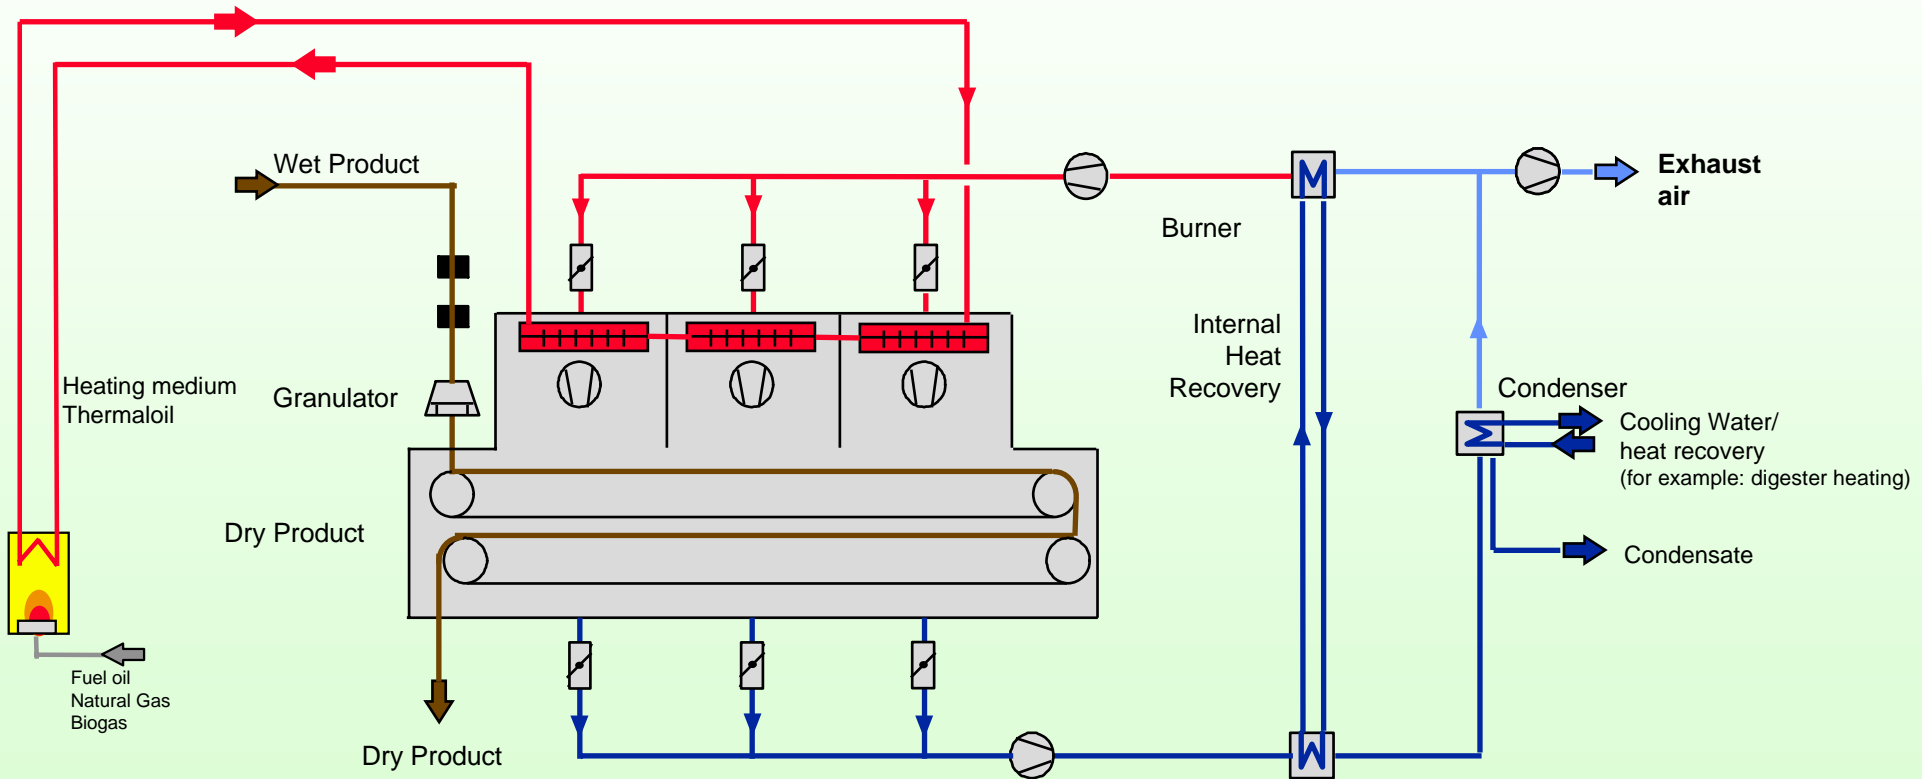 Wet Product
Exhaust
air
Burner
Internal
Heat
Recovery
Heating medium
Thermaloil
Granulator
Condenser
Cooling Water/
heat recovery
(for example: digester heating)
Dry Product
Condensate
Fuel oil
Natural Gas
Biogas
Dry Product